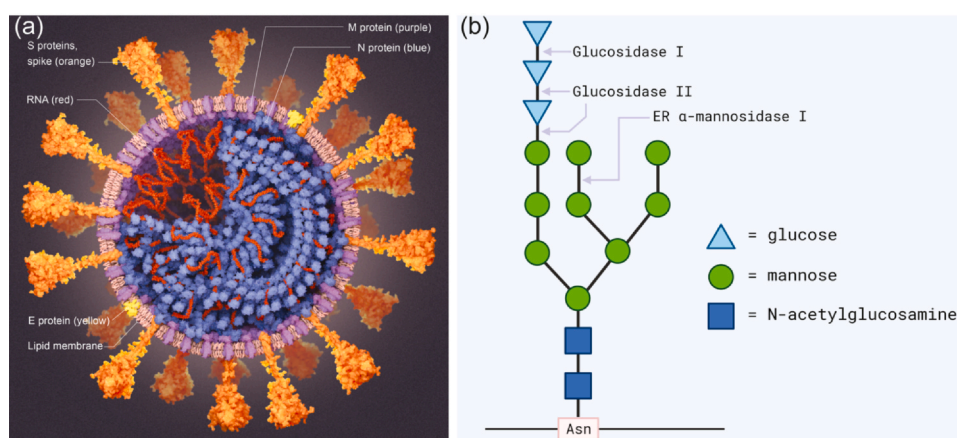 (a)
M protein (purple)
N protein (blue)
S proteins,
spike (orange)
RNA (red)
E protein (yellow)
Lipid membrane
(b)
Glucosidase I
Glucosidase II
ER α-mannosidase I
= glucose
= mannose
= N-acetylglucosamine
Asn